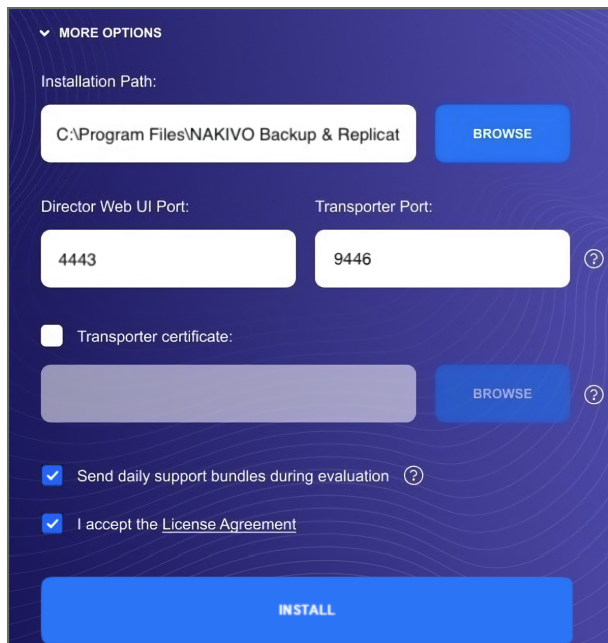 MORE OPTIONS
Installation Path:
C:\Program Files\NAKIVO Backup & Replicat
BROWSE
Director Web UI Port:
Transporter Port:
4443
9446
?
Transporter certificate:
BROWSE
?
Send daily support bundles during evaluation ?
I accept the License Agreement
INSTALL